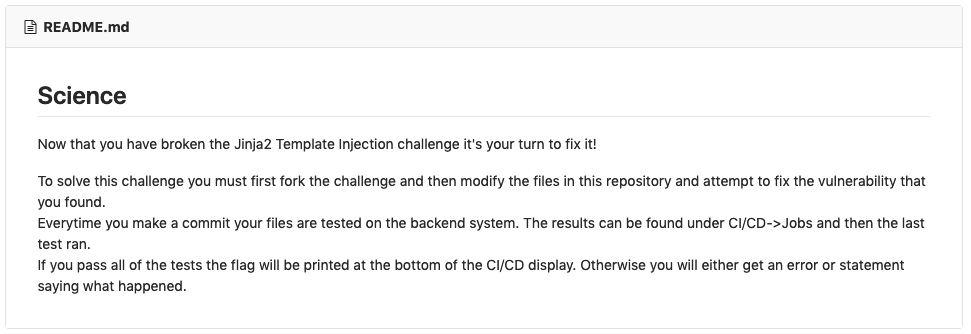 README.md
Science
Now that you have broken the Jinja2 Template Injection challenge it's your turn to fix it!
To solve this challenge you must first fork the challenge and then modify the files in this repository and attempt to fix the vulnerability that
you found.
Everytime you make a commit your files are tested on the backend system. The results can be found under CI/CD->Jobs and then the last
test ran.
If you pass all of the tests the flag will be printed at the bottom of the CI/CD display. Otherwise you will either get an error or statement
saying what happened.